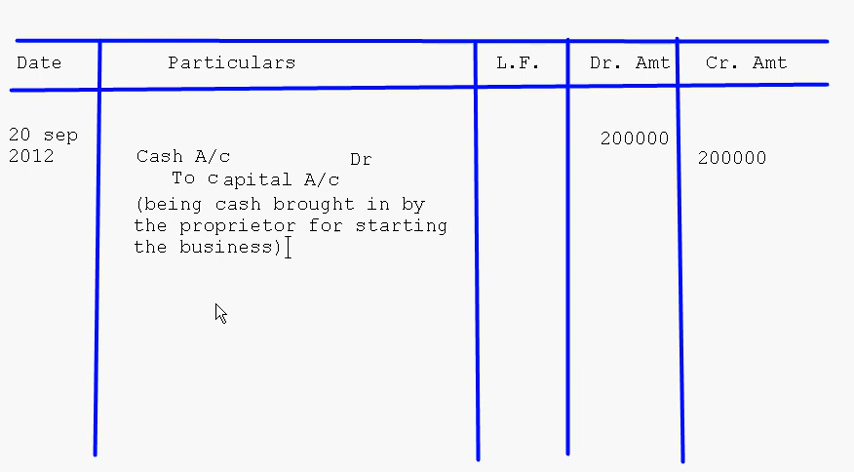 Date Particulars L.F. Dr. Amt Cr. Amt
20 sep 200000
2012 Cash A/c Dr 200000
To capital A/c
(being cash brought in by
the proprietor for starting
the business)